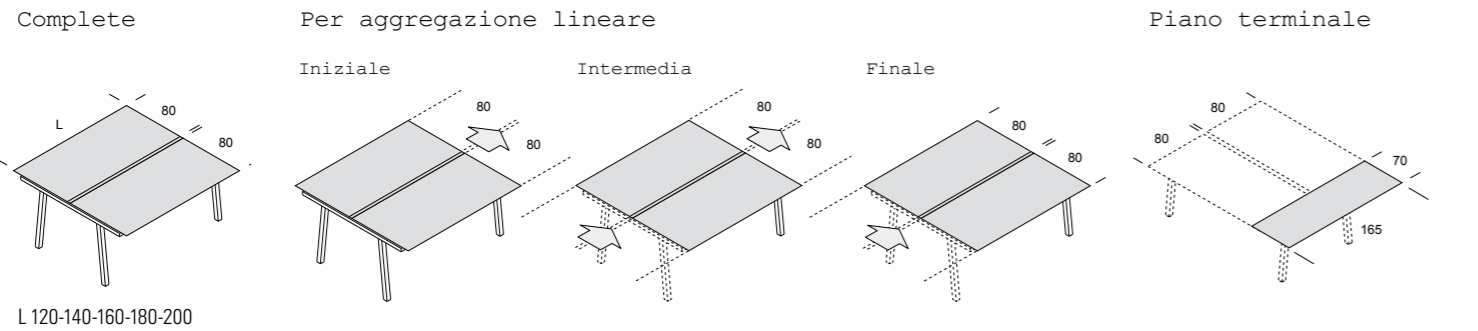 Complete
Per aggregazione lineare
Piano terminale
Iniziale
Intermedia
Finale
L
80
80
80
80
80
80
80
80
80
80
70
165
L 120-140-160-180-200